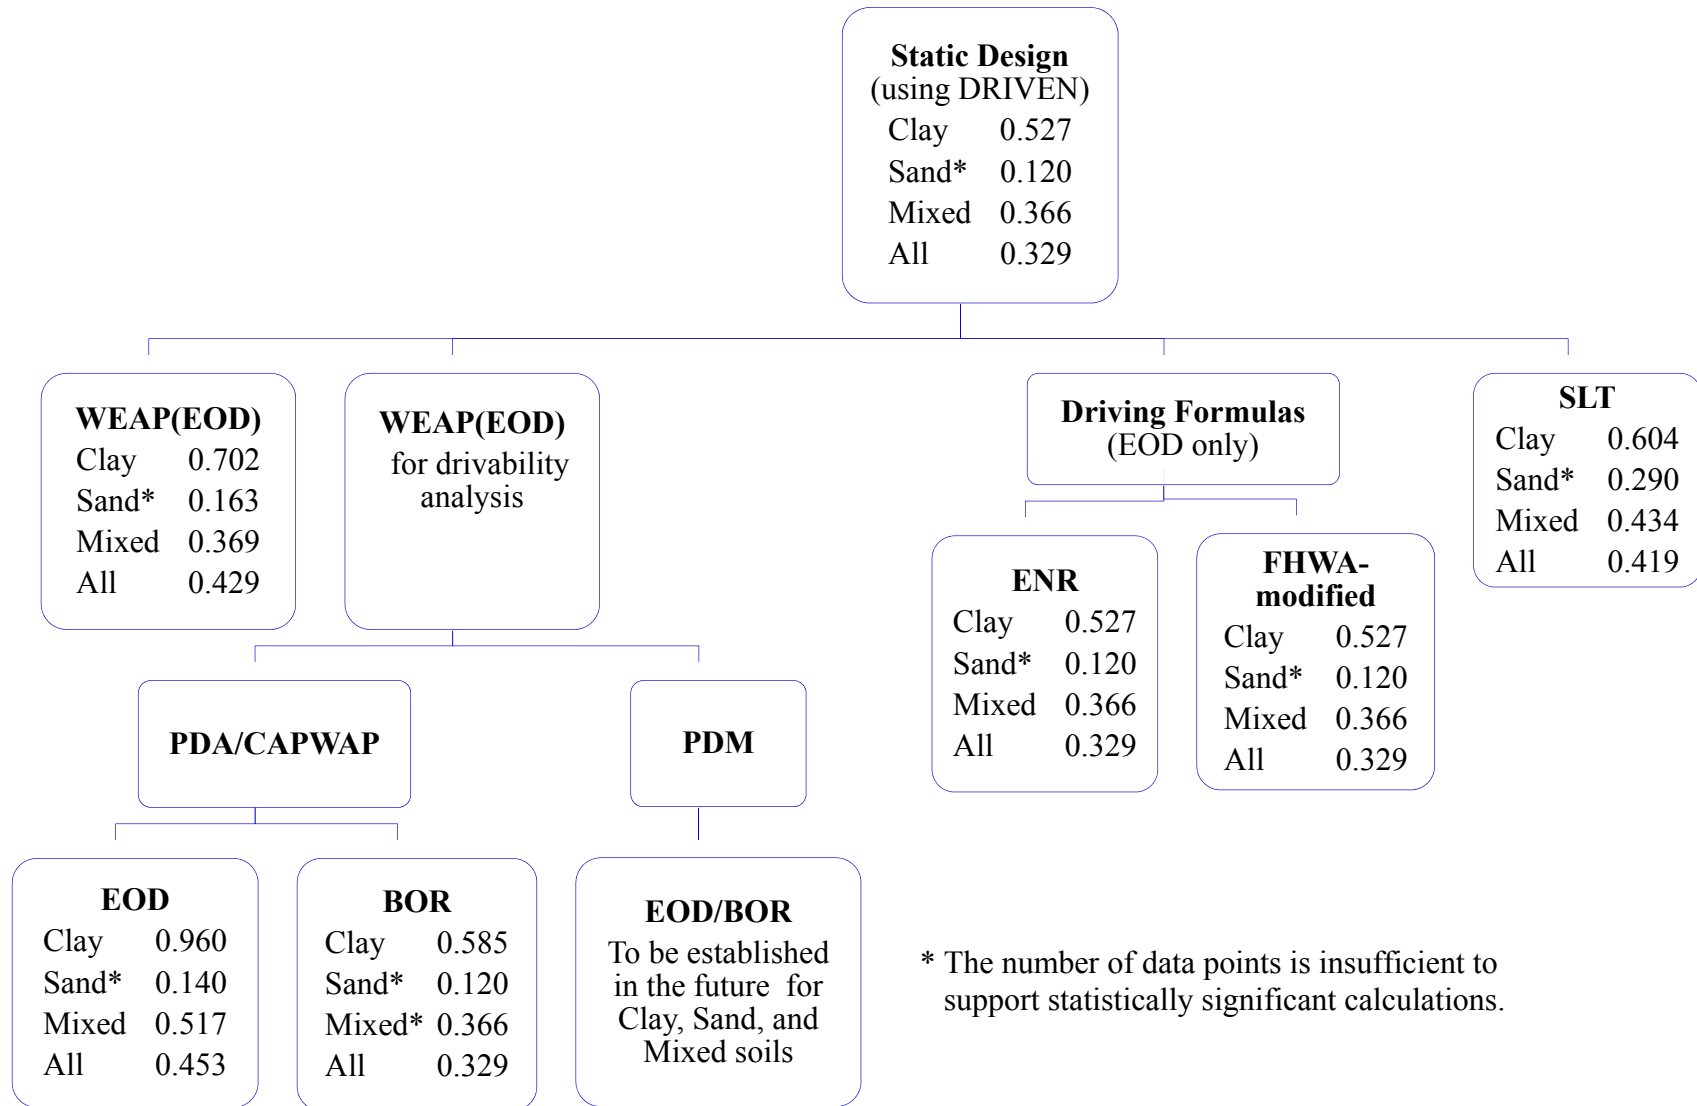 Static Design
(using DRIVEN)
Clay 0.527
Sand* 0.120
Mixed 0.366
All 0.329
WEAP(EOD)
Clay 0.702
Sand* 0.163
Mixed 0.369
All 0.429
WEAP(EOD)
for drivability
analysis
Driving Formulas
(EOD only)
SLT
Clay 0.604
Sand* 0.290
Mixed 0.434
All 0.419
ENR
Clay 0.527
Sand* 0.120
Mixed 0.366
All 0.329
FHWA-
modified
Clay 0.527
Sand* 0.120
Mixed 0.366
All 0.329
PDA/CAPWAP
PDM
EOD
Clay 0.960
Sand* 0.140
Mixed 0.517
All 0.453
BOR
Clay 0.585
Sand* 0.120
Mixed* 0.366
All 0.329
EOD/BOR
To be established
in the future for
Clay, Sand, and
Mixed soils
* The number of data points is insufficient to
support statistically significant calculations.